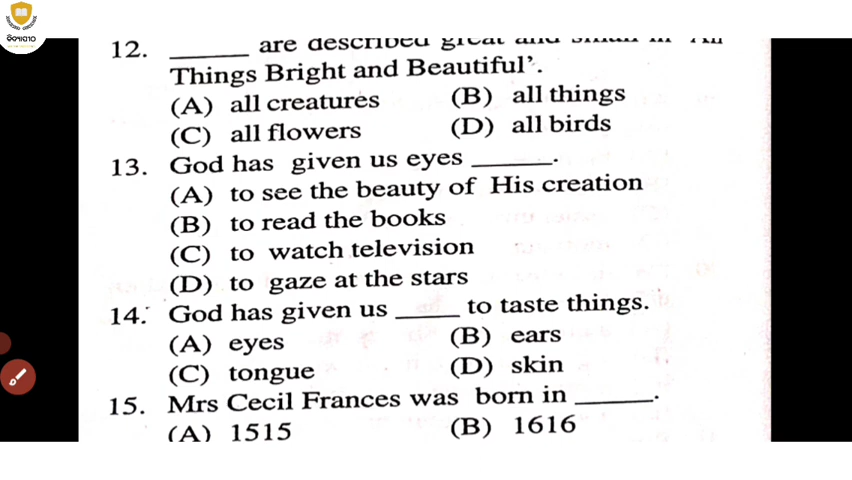 ଵିଦ୍ୟାପୀଠ
12. ______ are described great and small in 'All
Things Bright and Beautiful'.
(A) all creatures (B) all things
(C) all flowers (D) all birds
13. God has given us eyes ______.
(A) to see the beauty of His creation
(B) to read the books
(C) to watch television
(D) to gaze at the stars
14. God has given us _____ to taste things.
(A) eyes (B) ears
(C) tongue (D) skin
15. Mrs Cecil Frances was born in ______.
(A) 1515 (B) 1616